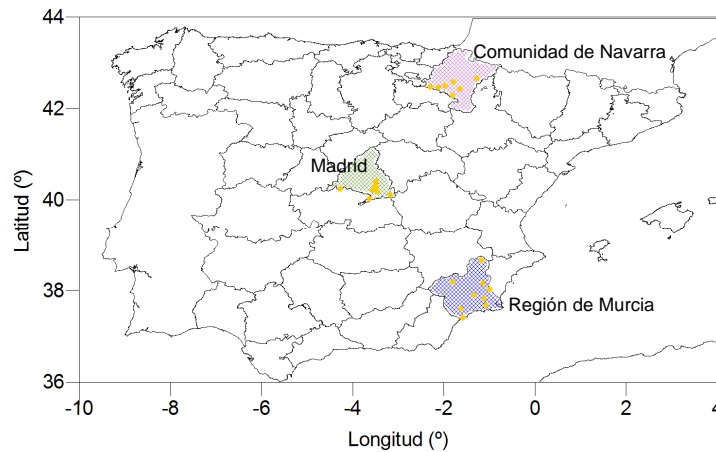 44
Comunidad de Navarra
42
Madrid
40
Latitud (º)
38
Región de Murcia
36
-10 -8 -6 -4 -2 0 2 4
Longitud (º)